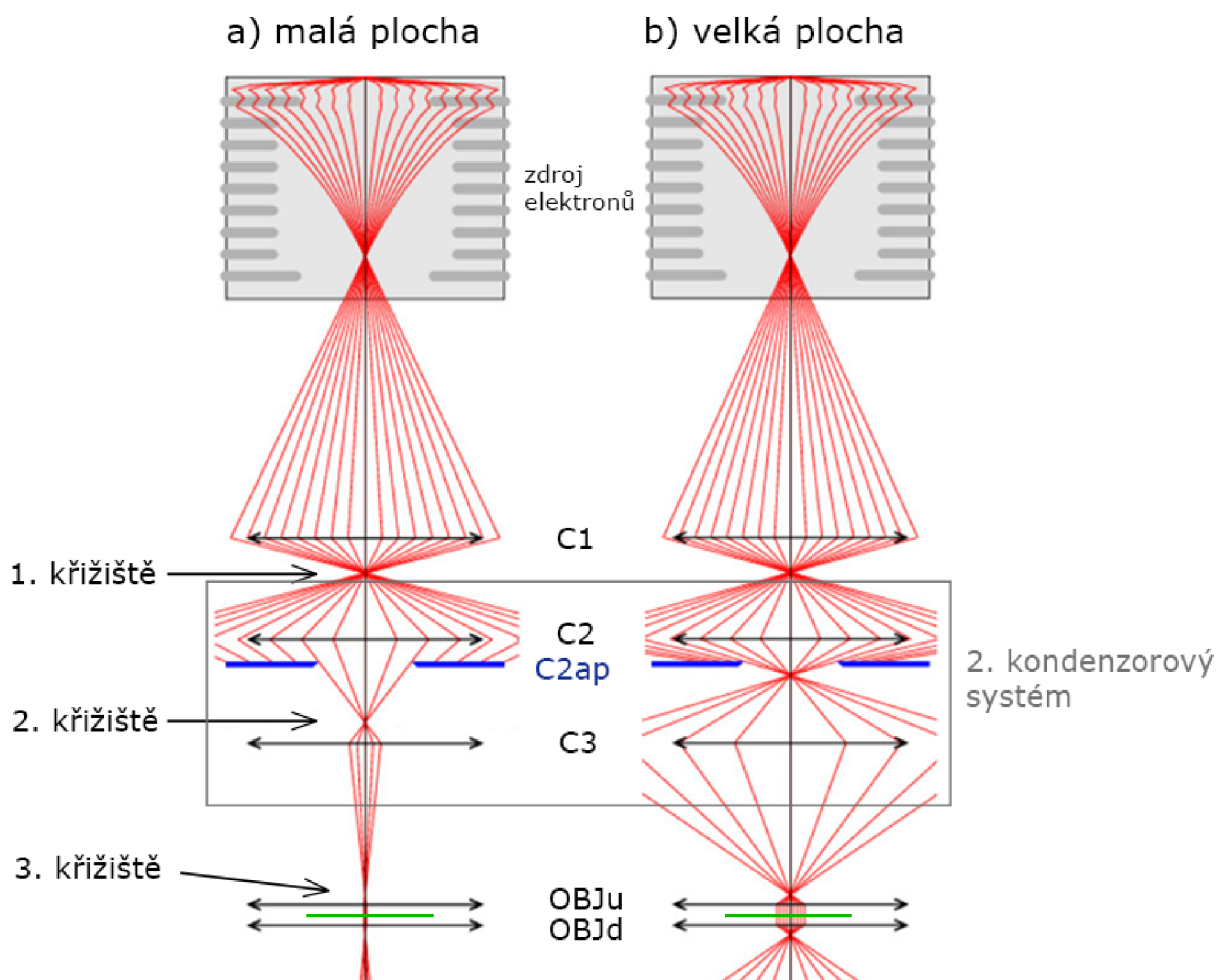 a) malá plocha
b) velká plocha
zdroj
elektronů
C1
1. křižiště
C2
C2ap
2. kondenzorový
systém
2. křižiště
C3
3. křižiště
OBJu
OBJd